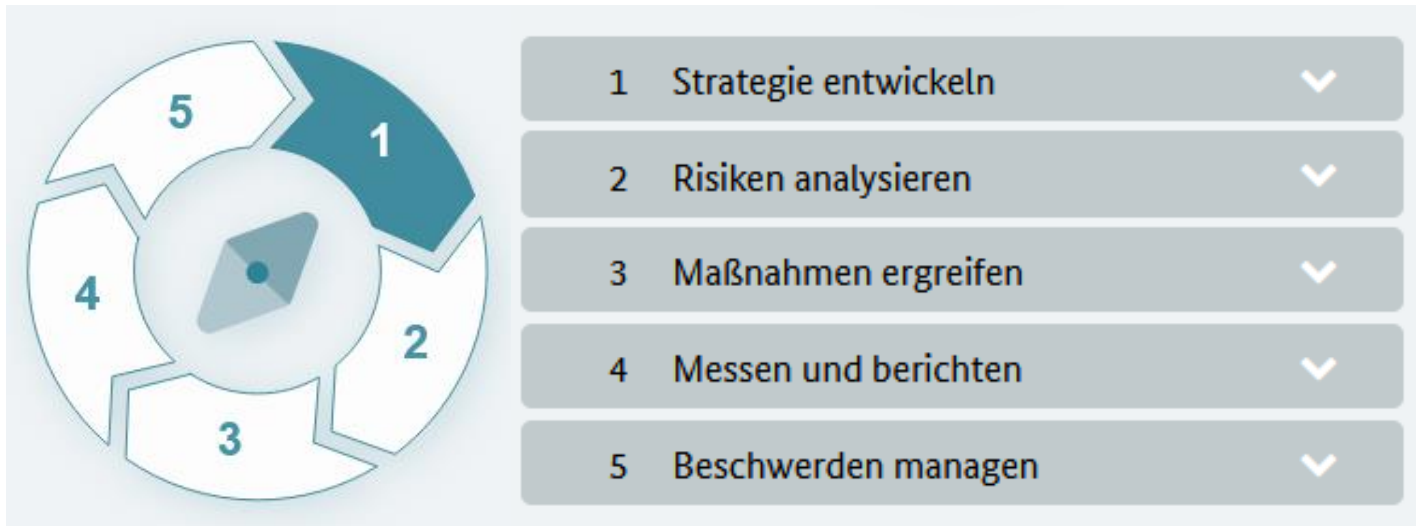 5
1
4
2
3
1 Strategie entwickeln
2 Risiken analysieren
3 Maßnahmen ergreifen
4 Messen und berichten
5 Beschwerden managen